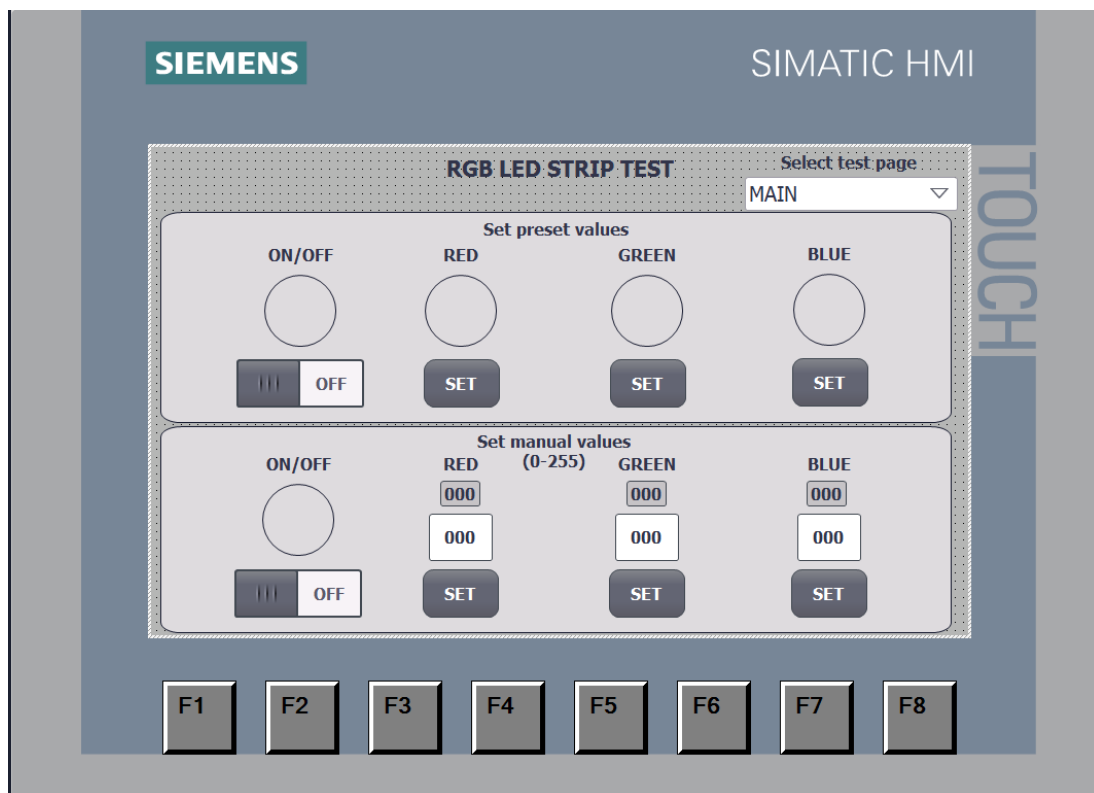 SIEMENS
SIMATIC HMI
TOUCH
RGB LED STRIP TEST
Select test page
MAIN
Set preset values
ON/OFF RED GREEN BLUE
OFF SET SET SET
Set manual values
(0-255)
ON/OFF RED GREEN BLUE
000 000 000
000 000 000
OFF SET SET SET
F1 F2 F3 F4 F5 F6 F7 F8